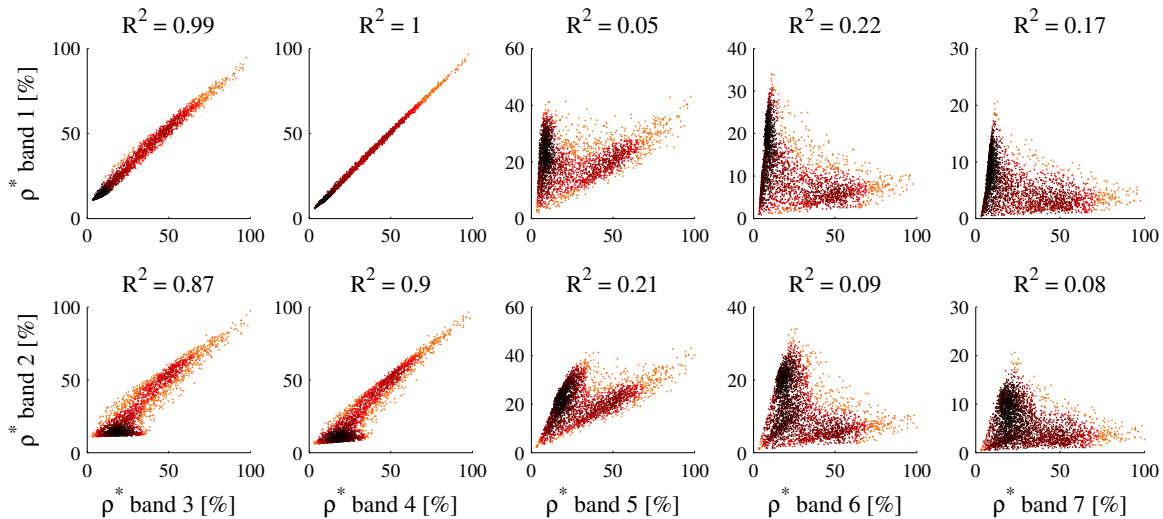 R² = 0.99 R² = 1 R² = 0.05 R² = 0.22 R² = 0.17
ρ* band 1 [%]
100 100 60 40 30
50 50 40 30 20
20 20 10
10
0 0 0 0 0
0 50 100 0 50 100 0 50 100 0 50 100 0 50 100
R² = 0.87 R² = 0.9 R² = 0.21 R² = 0.09 R² = 0.08
ρ* band 2 [%]
100 100 60 40 30
50 50 40 30 20
20 20 10
10
0 0 0 0 0
0 50 100 0 50 100 0 50 100 0 50 100 0 50 100
ρ* band 3 [%] ρ* band 4 [%] ρ* band 5 [%] ρ* band 6 [%] ρ* band 7 [%]